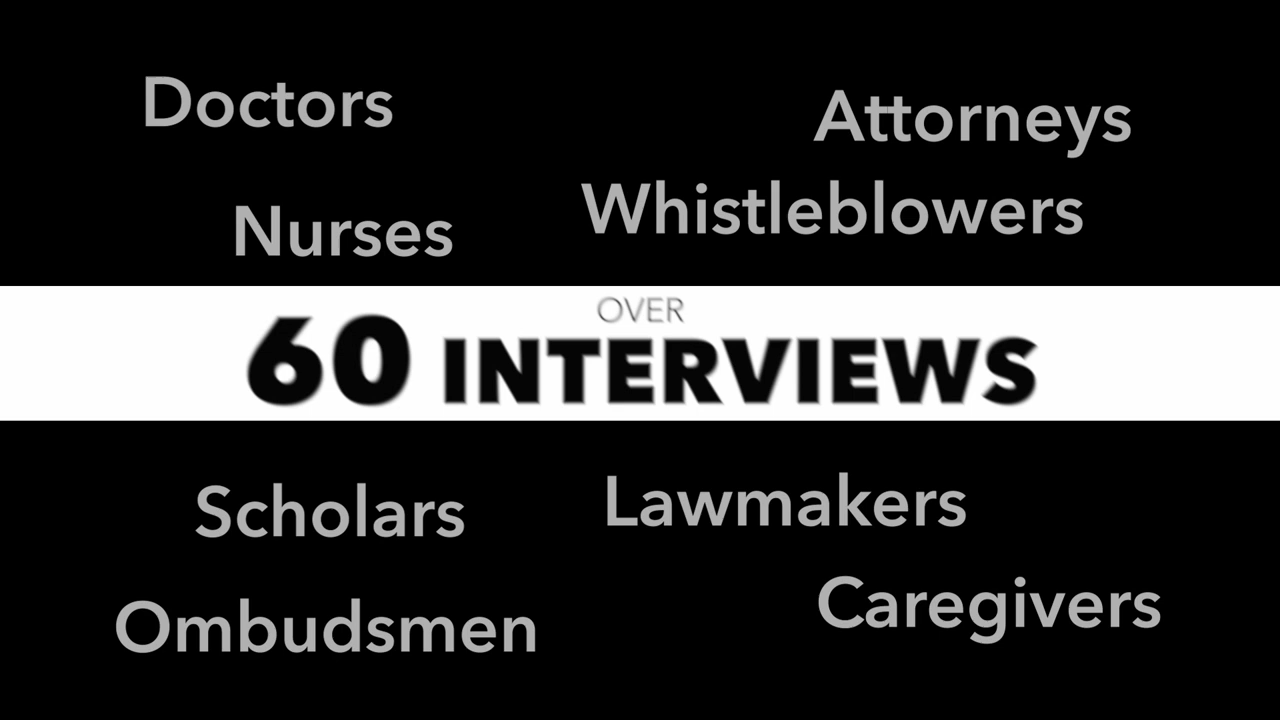 Doctors
Attorneys
Nurses
Whistleblowers
OVER
60 INTERVIEWS
Scholars
Lawmakers
Ombudsmen
Caregivers